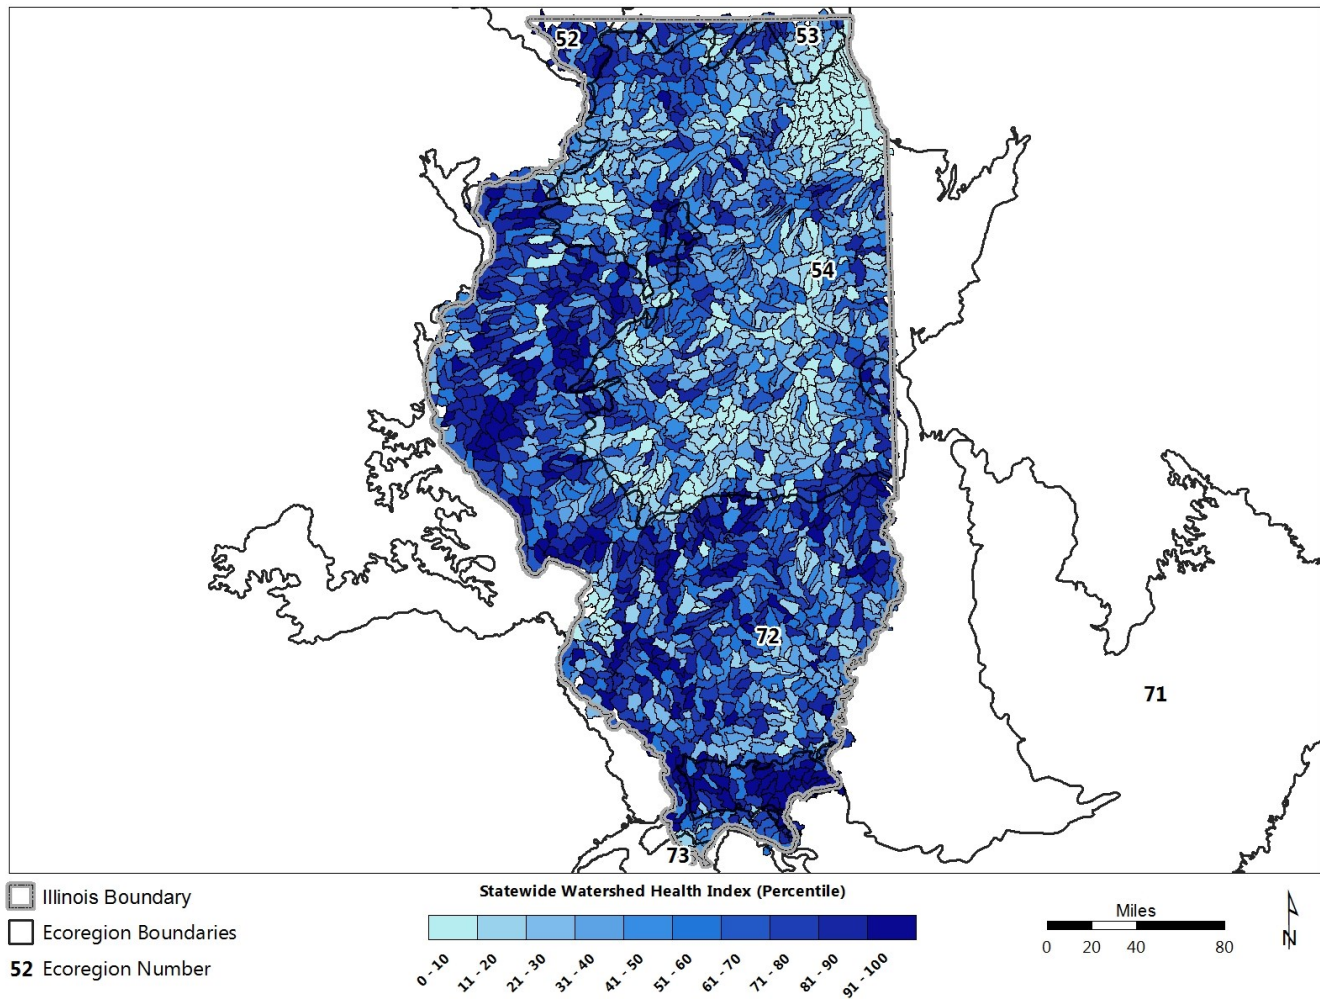 52
53
54
72
71
73
Illinois Boundary
Ecoregion Boundaries
52 Ecoregion Number
Statewide Watershed Health Index (Percentile)
0 - 10
11 - 20
21 - 30
31 - 40
41 - 50
51 - 60
61 - 70
71 - 80
81 - 90
91 - 100
Miles
0 20 40 80
N